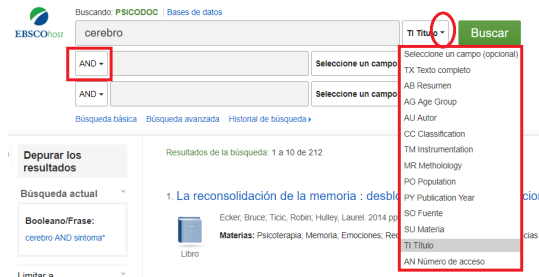 Buscando: PSICODOC | Bases de datos
EBSCOhost
cerebro
TI Título
Buscar
AND
Seleccione un campo
AND
Seleccione un campo
Seleccione un campo (opcional)
TX Texto completo
AB Resumen
AG Age Group
AU Autor
CC Classification
TM Instrumentation
MR Metholology
PO Population
PY Publication Year
SO Fuente
SU Materia
TI Título
AN Número de acceso
Búsqueda básica Búsqueda avanzada Historial de búsqueda
Depurar los resultados
Resultados de la búsqueda: 1 a 10 de 212
Búsqueda actual
Booleano/Frase:
cerebro AND sintoma*
Limitar a
1. La reconsolidación de la memoria : desblo
Ecker, Bruce; Ticic, Robin; Hulley, Laurel. 2014 pp
Materias: Psicoterapia; Memoria; Emociones; Rec
Libro